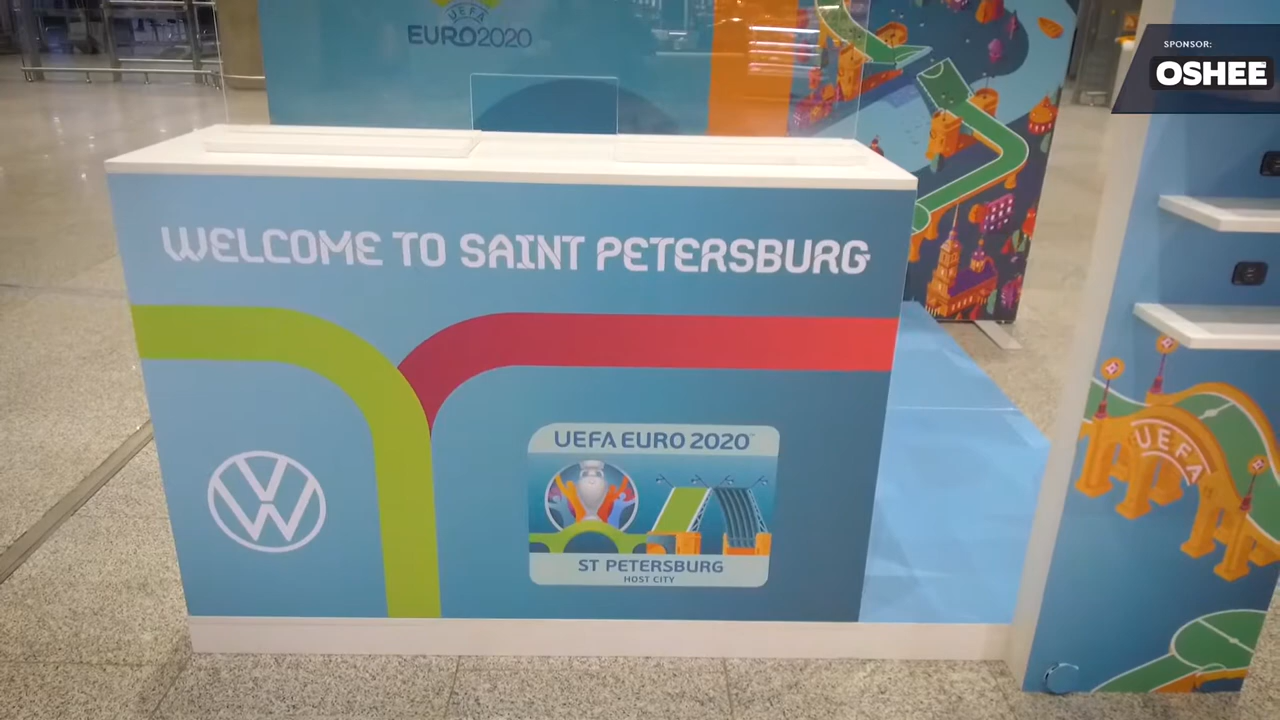 UEFA
EURO2020
SPONSOR:
OSHEE
WELCOME TO SAINT PETERSBURG
UEFA
UEFA EURO 2020
ST PETERSBURG
HOST CITY